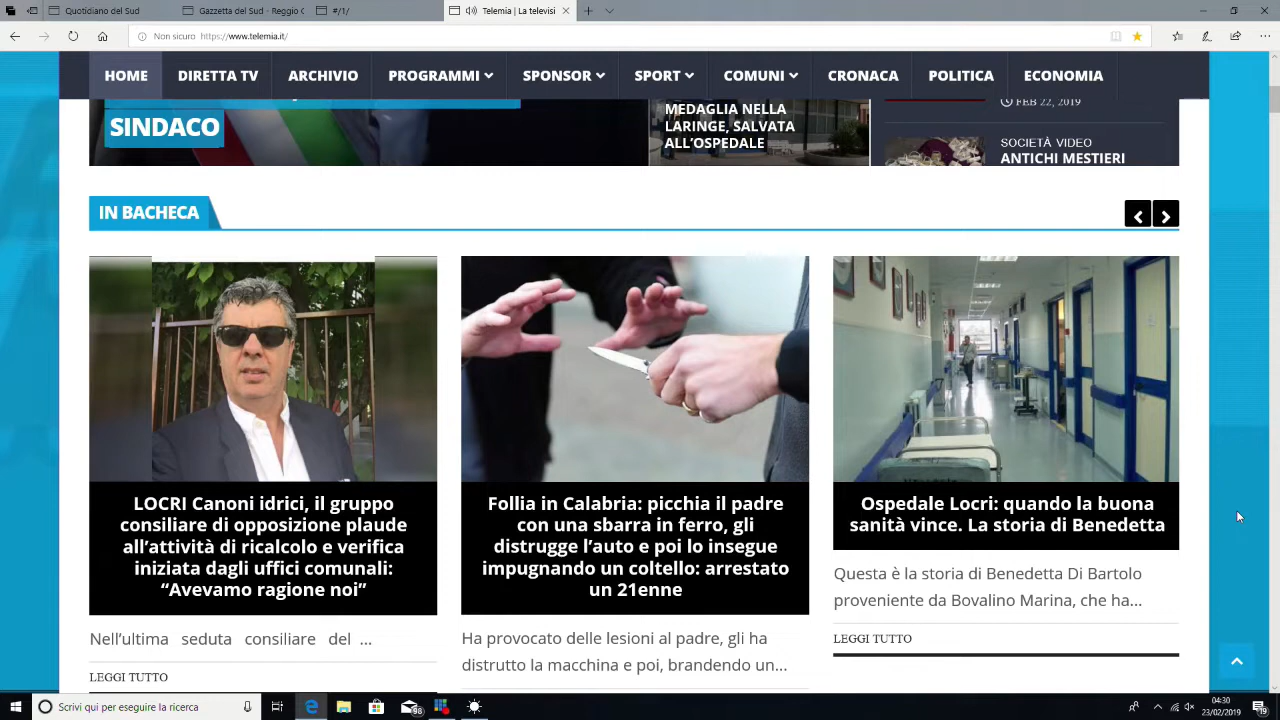 Quotidiano del Sud
Diario del Web
#/1/
Telemia | La televisi
Non sicuro https://www.telemia.it/
HOME DIRETTA TV ARCHIVIO PROGRAMMI SPONSOR SPORT COMUNI CRONACA POLITICA ECONOMIA
SINDACO
MEDAGLIA NELLA
LARINGE, SALVATA
ALL'OSPEDALE
FEB 22, 2019
SOCIETÀ VIDEO
ANTICHI MESTIERI
IN BACHECA
LOCRI Canoni idrici, il gruppo
consiliare di opposizione plaude
all’attività di ricalcolo e verifica
iniziata dagli uffici comunali:
“Avevamo ragione noi”
Nell’ultima seduta consiliare del ...
LEGGI TUTTO
Follia in Calabria: picchia il padre
con una sbarra in ferro, gli
distrugge l’auto e poi lo insegue
impugnando un coltello: arrestato
un 21enne
Ha provocato delle lesioni al padre, gli ha
distrutto la macchina e poi, brandendo un...
Ospedale Locri: quando la buona
sanità vince. La storia di Benedetta
Questa è la storia di Benedetta Di Bartolo
proveniente da Bovalino Marina, che ha...
LEGGI TUTTO
Scrivi qui per eseguire la ricerca
98
04:30
23/02/2019
19